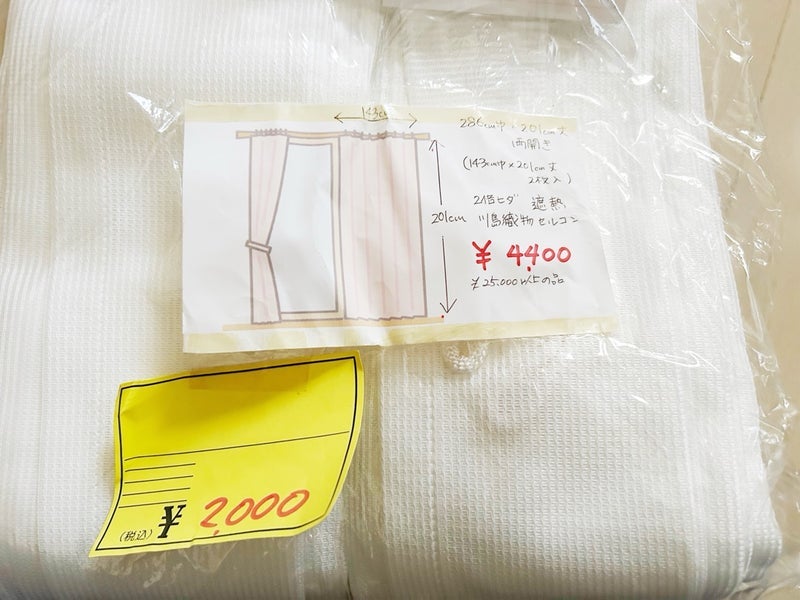 143cm
286cm巾×201cm丈
両開き
(143cm巾×201cm丈
2枚入)
2倍ヒダ 遮熱
201cm
川島織物セルコン
¥4,400
¥25,000以上の品
(税込) ¥2,000